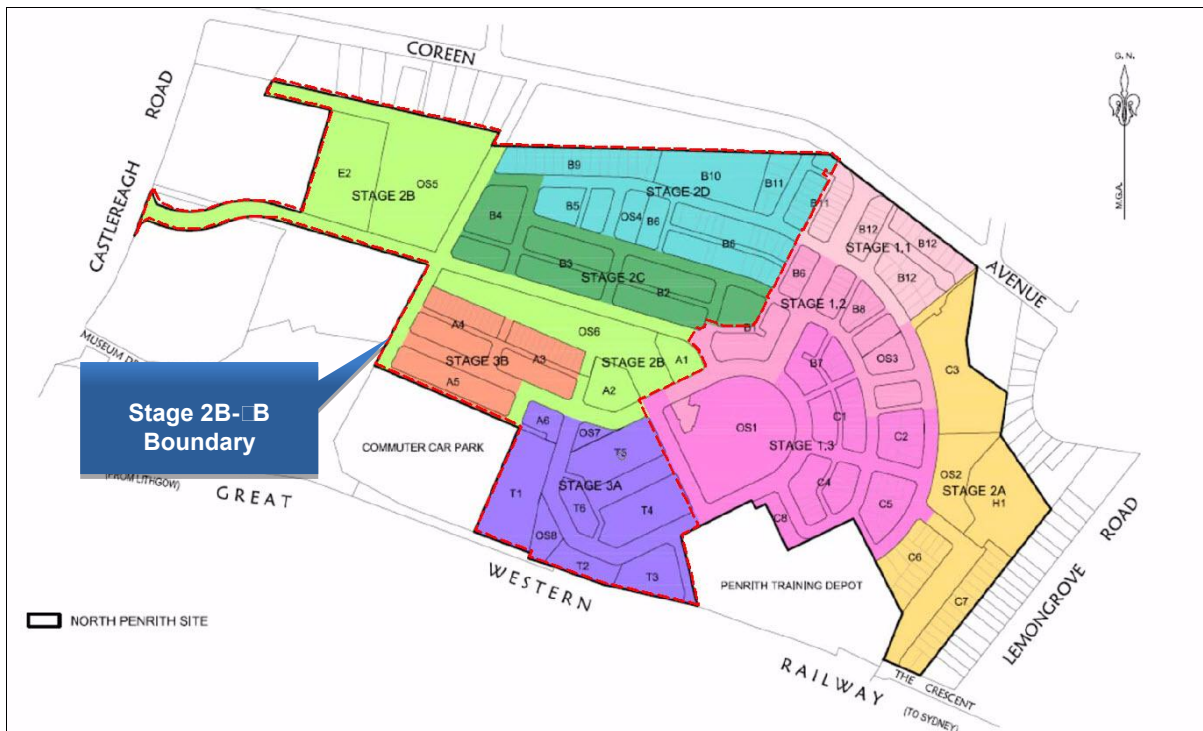 COREEN
G. N.
M.G.A.
CASTLEREAGH
ROAD
E2
OS5
STAGE 2B
B9
B10
B11
STAGE 2D
B11
B4
B5
OS4
B6
B5
B12
STAGE 1,1
B12
B12
AVENUE
B3
STAGE 2C
B2
B6
STAGE 1,2
B8
B1
OS3
OS6
A4
A3
STAGE 3B
A5
STAGE 2B
A1
A2
B7
C3
MUSEUM
Stage 2B-□B
Boundary
(FROM LITHGOW)
GREAT
COMMUTER CAR PARK
A6
OS7
T5
STAGE 3A
T1
T6
T4
OS8
T2
T3
OS1
C1
STAGE 1,3
C2
C4
C5
C8
OS2
STAGE 2A
H1
C6
C7
WESTERN
PENRITH TRAINING DEPOT
LEMONGROVE
ROAD
NORTH PENRITH SITE
RAILWAY
THE CRESCENT
(TO SYDNEY)